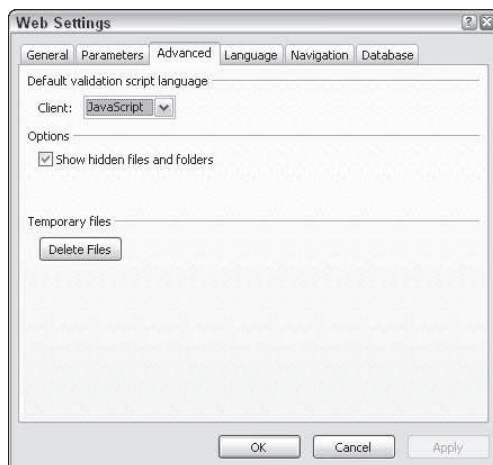 Web Settings
General Parameters Advanced Language Navigation Database
Default validation script language
Client: JavaScript
Options
Show hidden files and folders
Temporary files
Delete Files
OK Cancel Apply